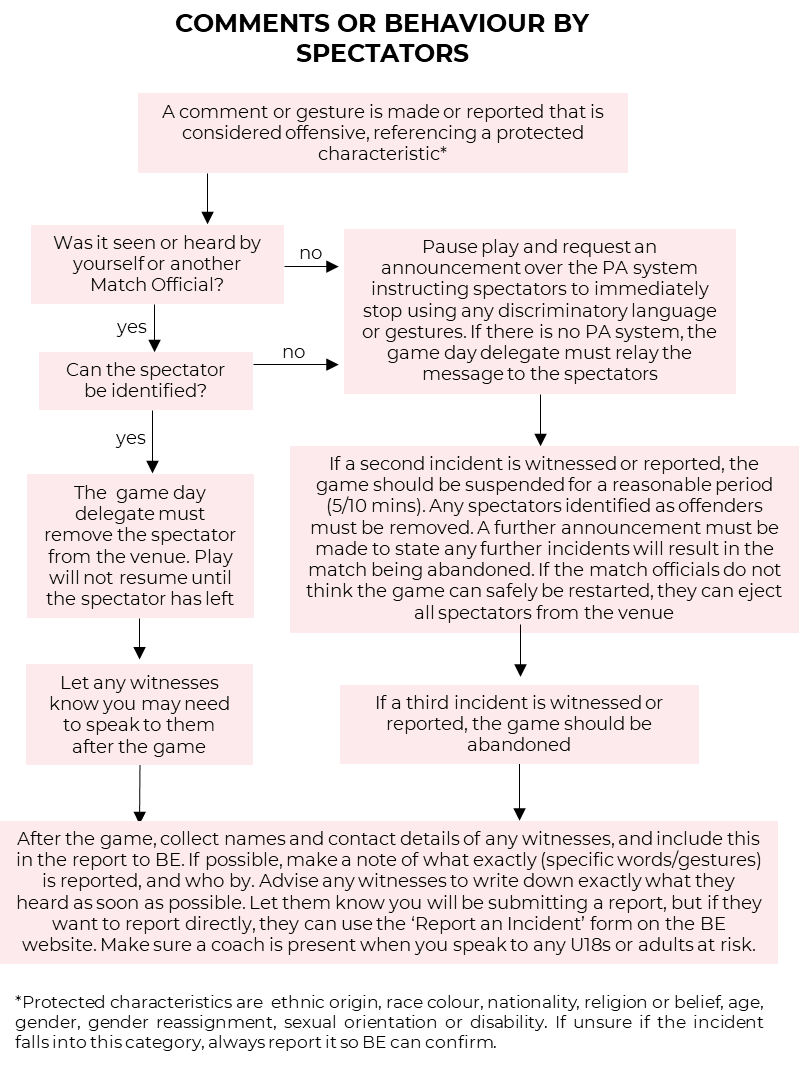 COMMENTS OR BEHAVIOUR BY
SPECTATORS
A comment or gesture is made or reported that is
considered offensive, referencing a protected
characteristic*
Was it seen or heard by
yourself or another
Match Official?
no
Pause play and request an
announcement over the PA system
instructing spectators to immediately
stop using any discriminatory language
or gestures. If there is no PA system, the
game day delegate must relay the
message to the spectators
yes
Can the spectator
be identified?
no
yes
The game day
delegate must
remove the spectator
from the venue. Play
will not resume until
the spectator has left
If a second incident is witnessed or reported, the
game should be suspended for a reasonable period
(5/10 mins). Any spectators identified as offenders
must be removed. A further announcement must be
made to state any further incidents will result in the
match being abandoned. If the match officials do not
think the game can safely be restarted, they can eject
all spectators from the venue
Let any witnesses
know you may need
to speak to them
after the game
If a third incident is witnessed or
reported, the game should be
abandoned
After the game, collect names and contact details of any witnesses, and include this
in the report to BE. If possible, make a note of what exactly (specific words/gestures)
is reported, and who by. Advise any witnesses to write down exactly what they
heard as soon as possible. Let them know you will be submitting a report, but if they
want to report directly, they can use the ‘Report an Incident’ form on the BE
website. Make sure a coach is present when you speak to any U18s or adults at risk.
*Protected characteristics are ethnic origin, race colour, nationality, religion or belief, age,
gender, gender reassignment, sexual orientation or disability. If unsure if the incident
falls into this category, always report it so BE can confirm.